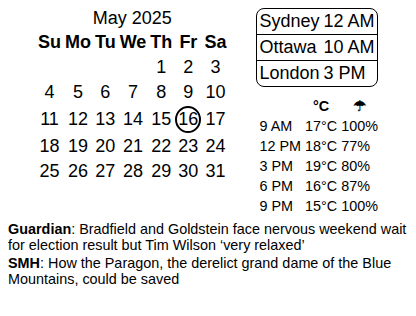 May 2025
Su Mo Tu We Th Fr Sa
1 2 3
4 5 6 7 8 9 10
11 12 13 14 15 16 17
18 19 20 21 22 23 24
25 26 27 28 29 30 31
Sydney 12 AM
Ottawa 10 AM
London 3 PM
°C ☂
9 AM 17°C 100%
12 PM 18°C 77%
3 PM 19°C 80%
6 PM 16°C 87%
9 PM 15°C 100%
Guardian: Bradfield and Goldstein face nervous weekend wait
for election result but Tim Wilson ‘very relaxed’
SMH: How the Paragon, the derelict grand dame of the Blue
Mountains, could be saved